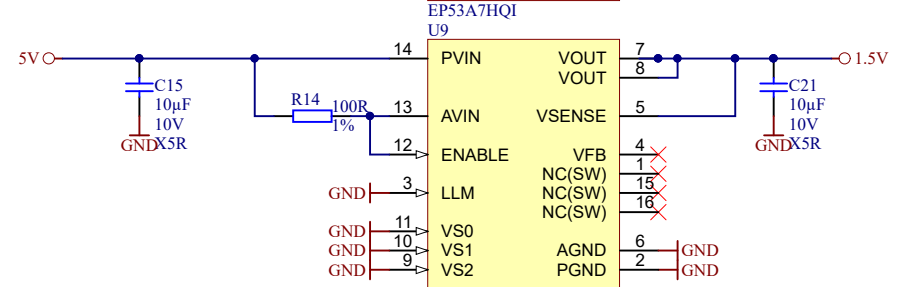 EP53A7HQI
U9
5V
14
PVIN
VOUT
7
1.5V
VOUT
8
C15
10µF
10V
X5R
GND
R14
100R
1%
13
AVIN
VSENSE
5
C21
10µF
10V
X5R
GND
12
ENABLE
VFB
4
NC(SW)
1
GND
3
LLM
NC(SW)
15
NC(SW)
16
GND
11
VS0
GND
10
VS1
AGND
6
GND
GND
9
VS2
PGND
2
GND